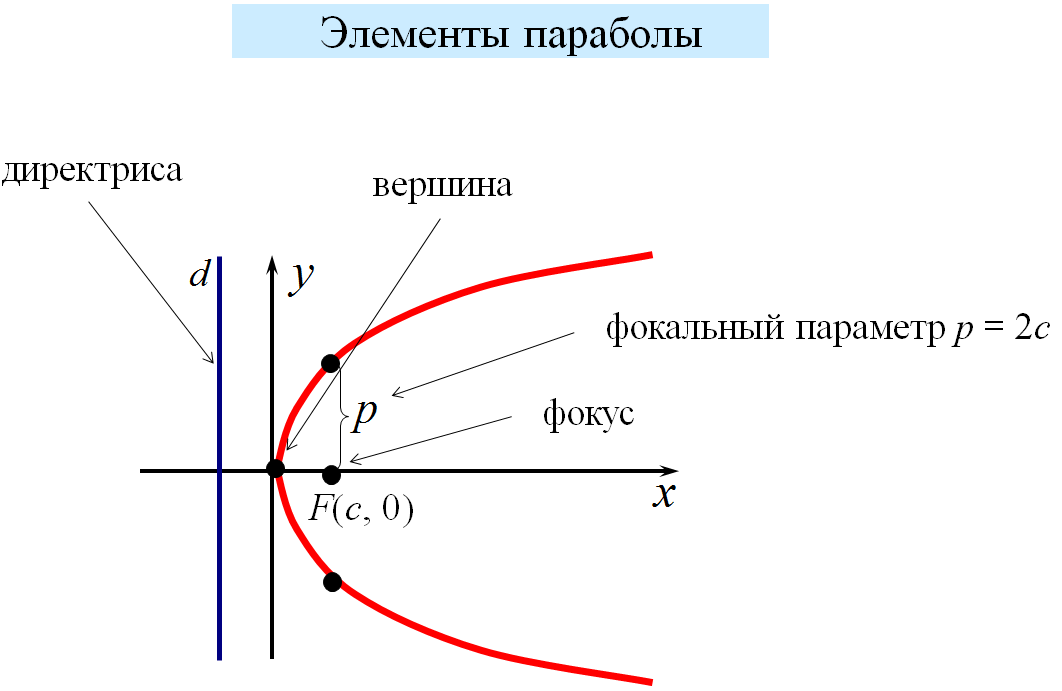 Элементы параболы
директриса
вершина
d
y
фокальный параметр p = 2c
p
фокус
x
F(c, 0)